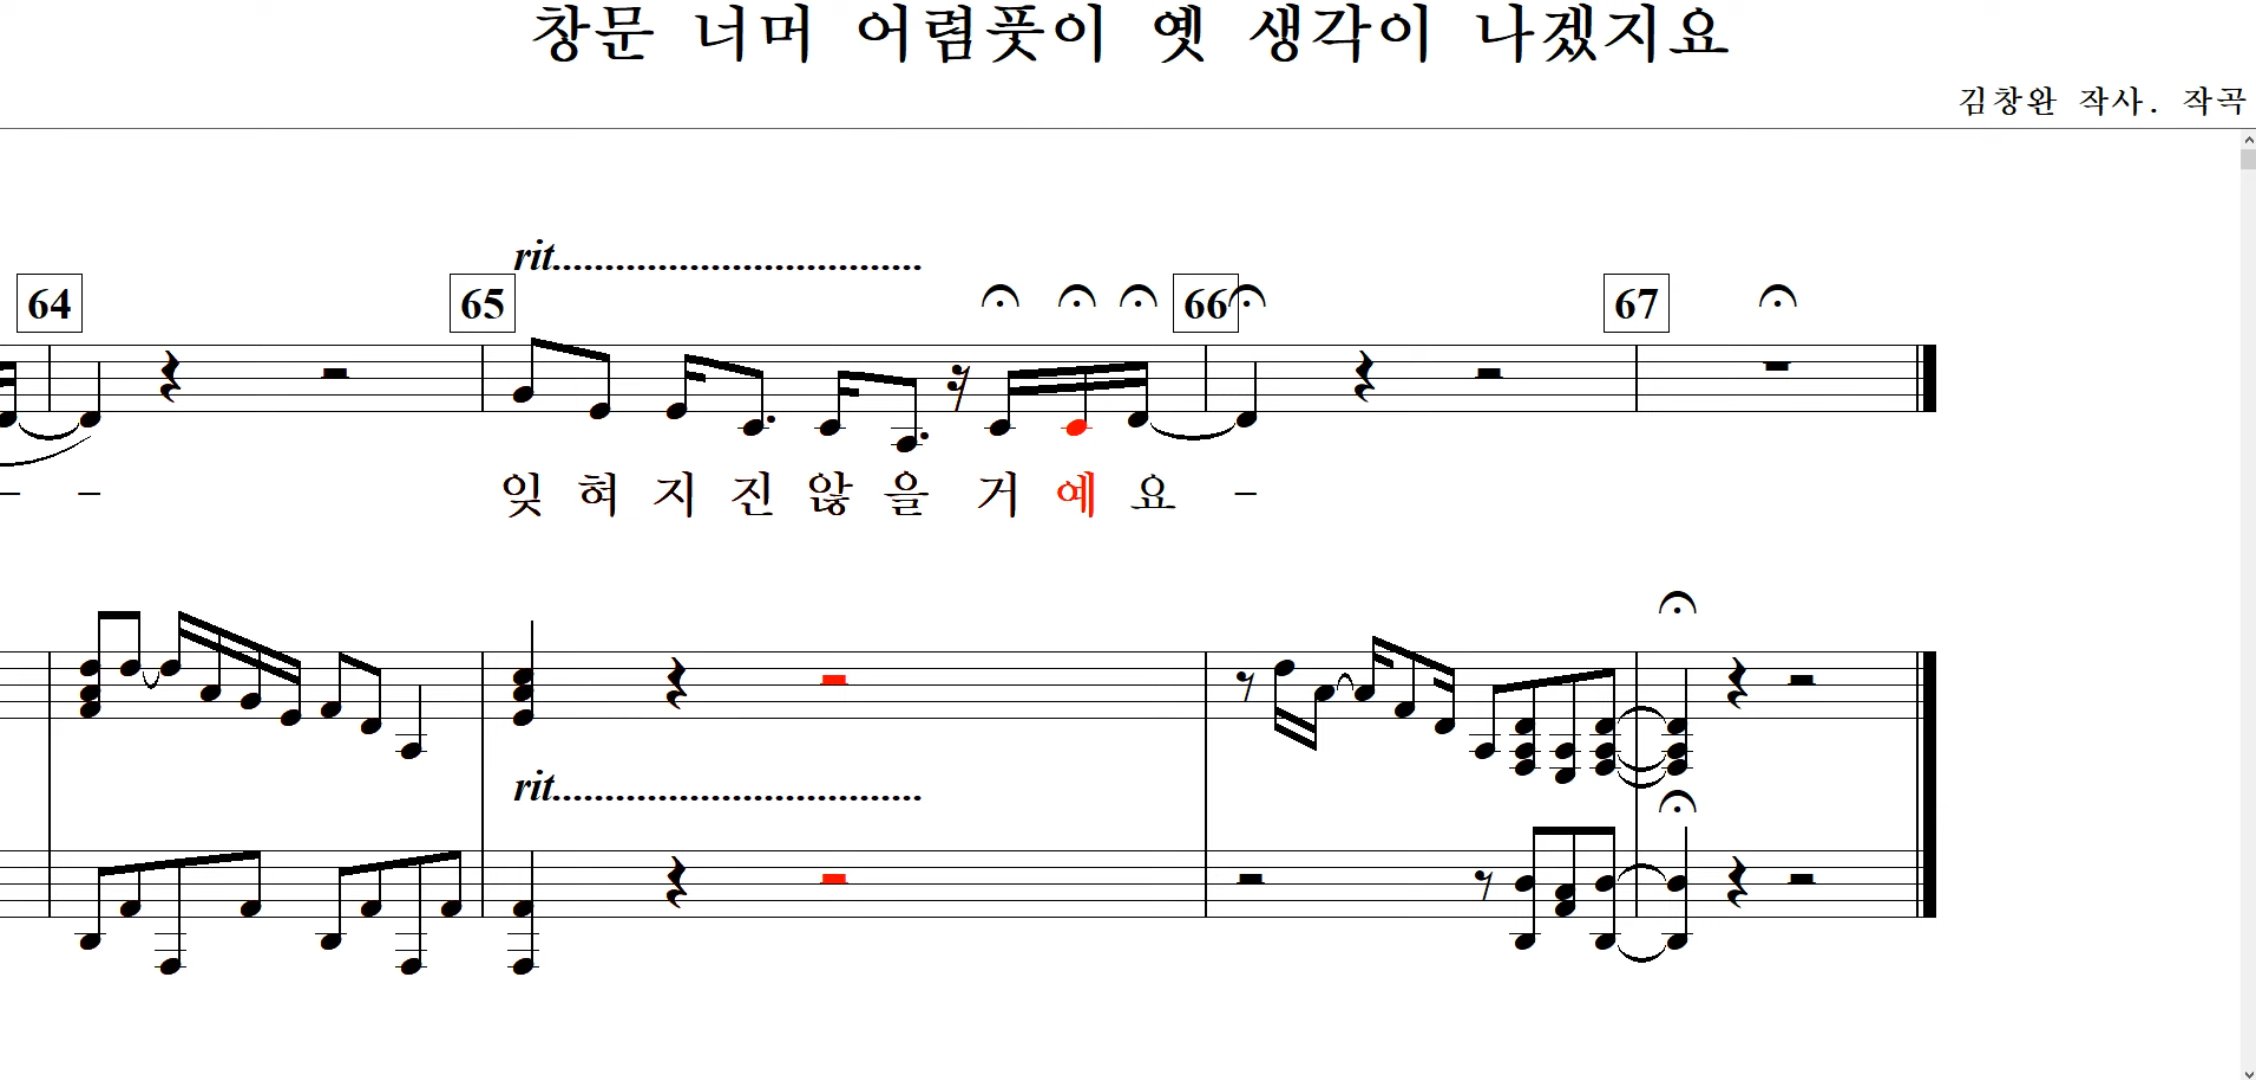 창문 너머 어렴풋이 옛 생각이 나겠지요
김창완 작사. 작곡
rit..................................
64 65 66 67
- - 잊 혀 지 진 않 을 거 예 요 -
rit..................................